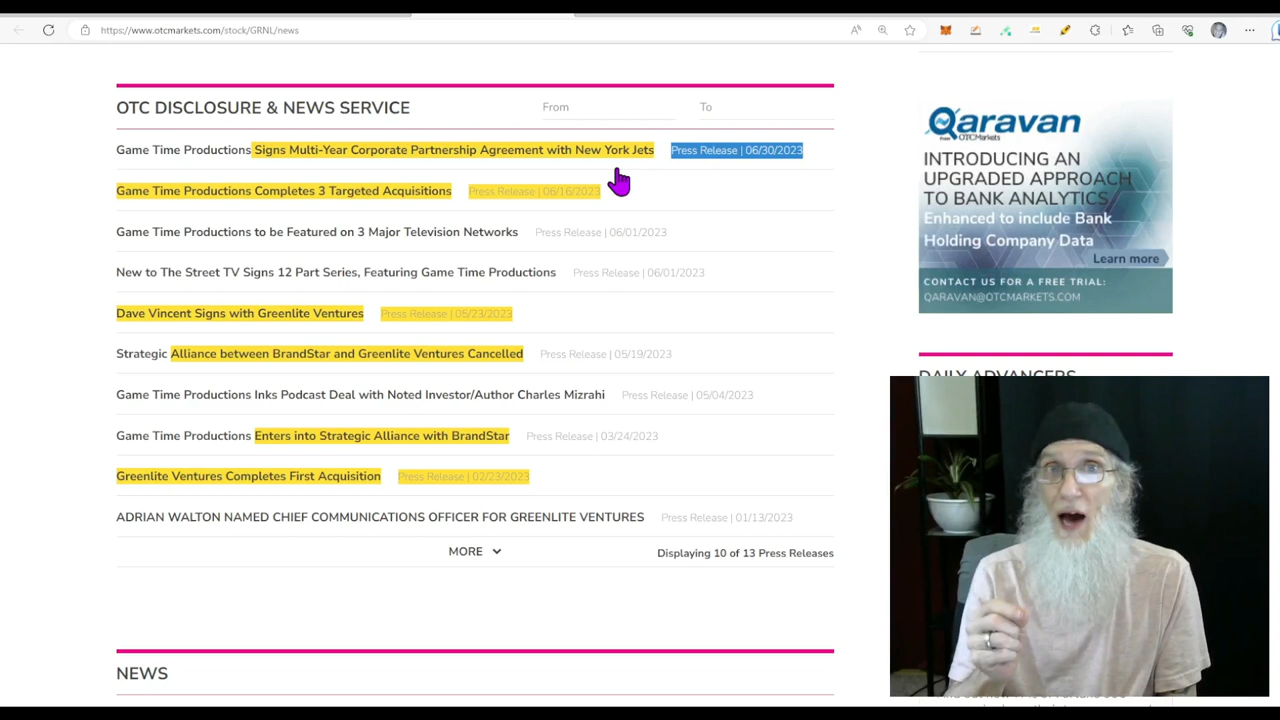 https://www.otcmarkets.com/stock/GRNL/news
OTC DISCLOSURE & NEWS SERVICE
From
To
Game Time Productions Signs Multi-Year Corporate Partnership Agreement with New York Jets Press Release | 06/30/2023
Game Time Productions Completes 3 Targeted Acquisitions Press Release | 06/16/2023
Game Time Productions to be Featured on 3 Major Television Networks Press Release | 06/01/2023
New to The Street TV Signs 12 Part Series, Featuring Game Time Productions Press Release | 06/01/2023
Dave Vincent Signs with Greenlite Ventures Press Release | 05/23/2023
Strategic Alliance between BrandStar and Greenlite Ventures Cancelled Press Release | 05/19/2023
Game Time Productions Inks Podcast Deal with Noted Investor/Author Charles Mizrahi Press Release | 05/04/2023
Game Time Productions Enters into Strategic Alliance with BrandStar Press Release | 03/24/2023
Greenlite Ventures Completes First Acquisition Press Release | 02/23/2023
ADRIAN WALTON NAMED CHIEF COMMUNICATIONS OFFICER FOR GREENLITE VENTURES Press Release | 01/13/2023
MORE
Displaying 10 of 13 Press Releases
NEWS
Qaravan
From OTCMarkets
INTRODUCING AN
UPGRADED APPROACH
TO BANK ANALYTICS
Enhanced to include Bank
Holding Company Data
Learn more
CONTACT US FOR A FREE TRIAL:
QARAVAN@OTCMARKETS.COM
DAILY ADVANCERS